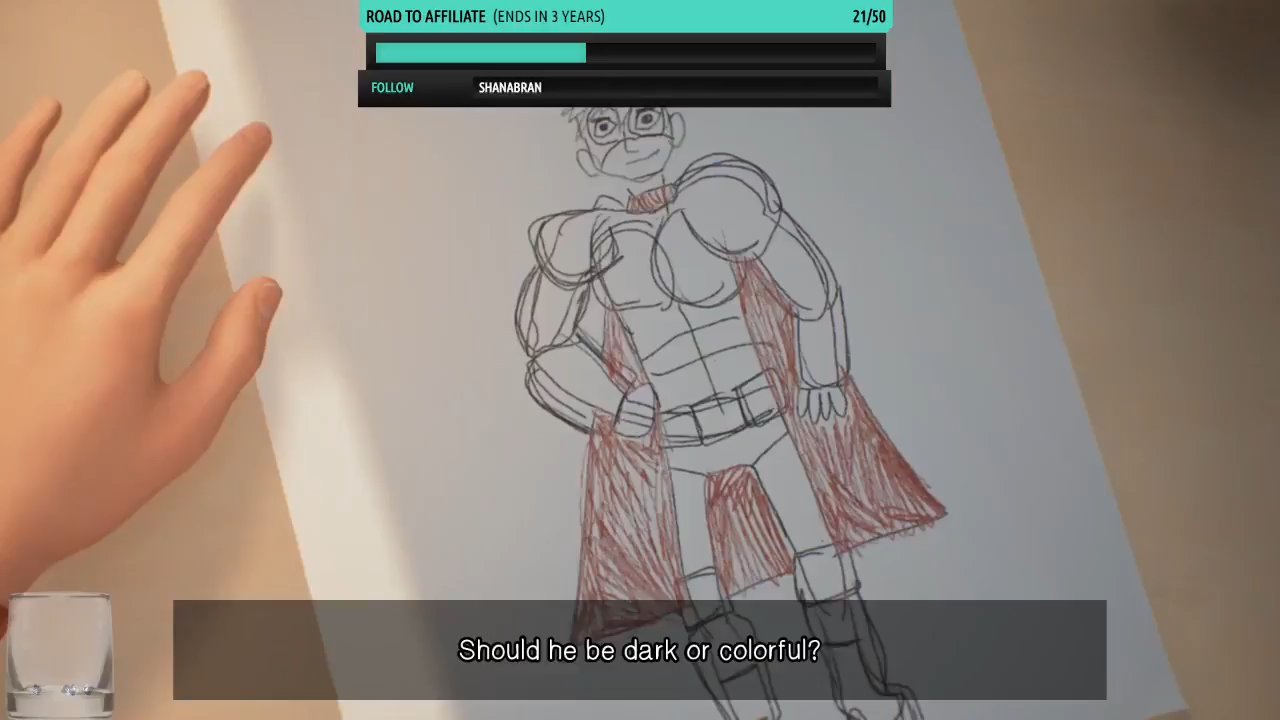 ROAD TO AFFILIATE (ENDS IN 3 YEARS) 21/50
FOLLOW SHANABRAN
Should he be dark or colorful?